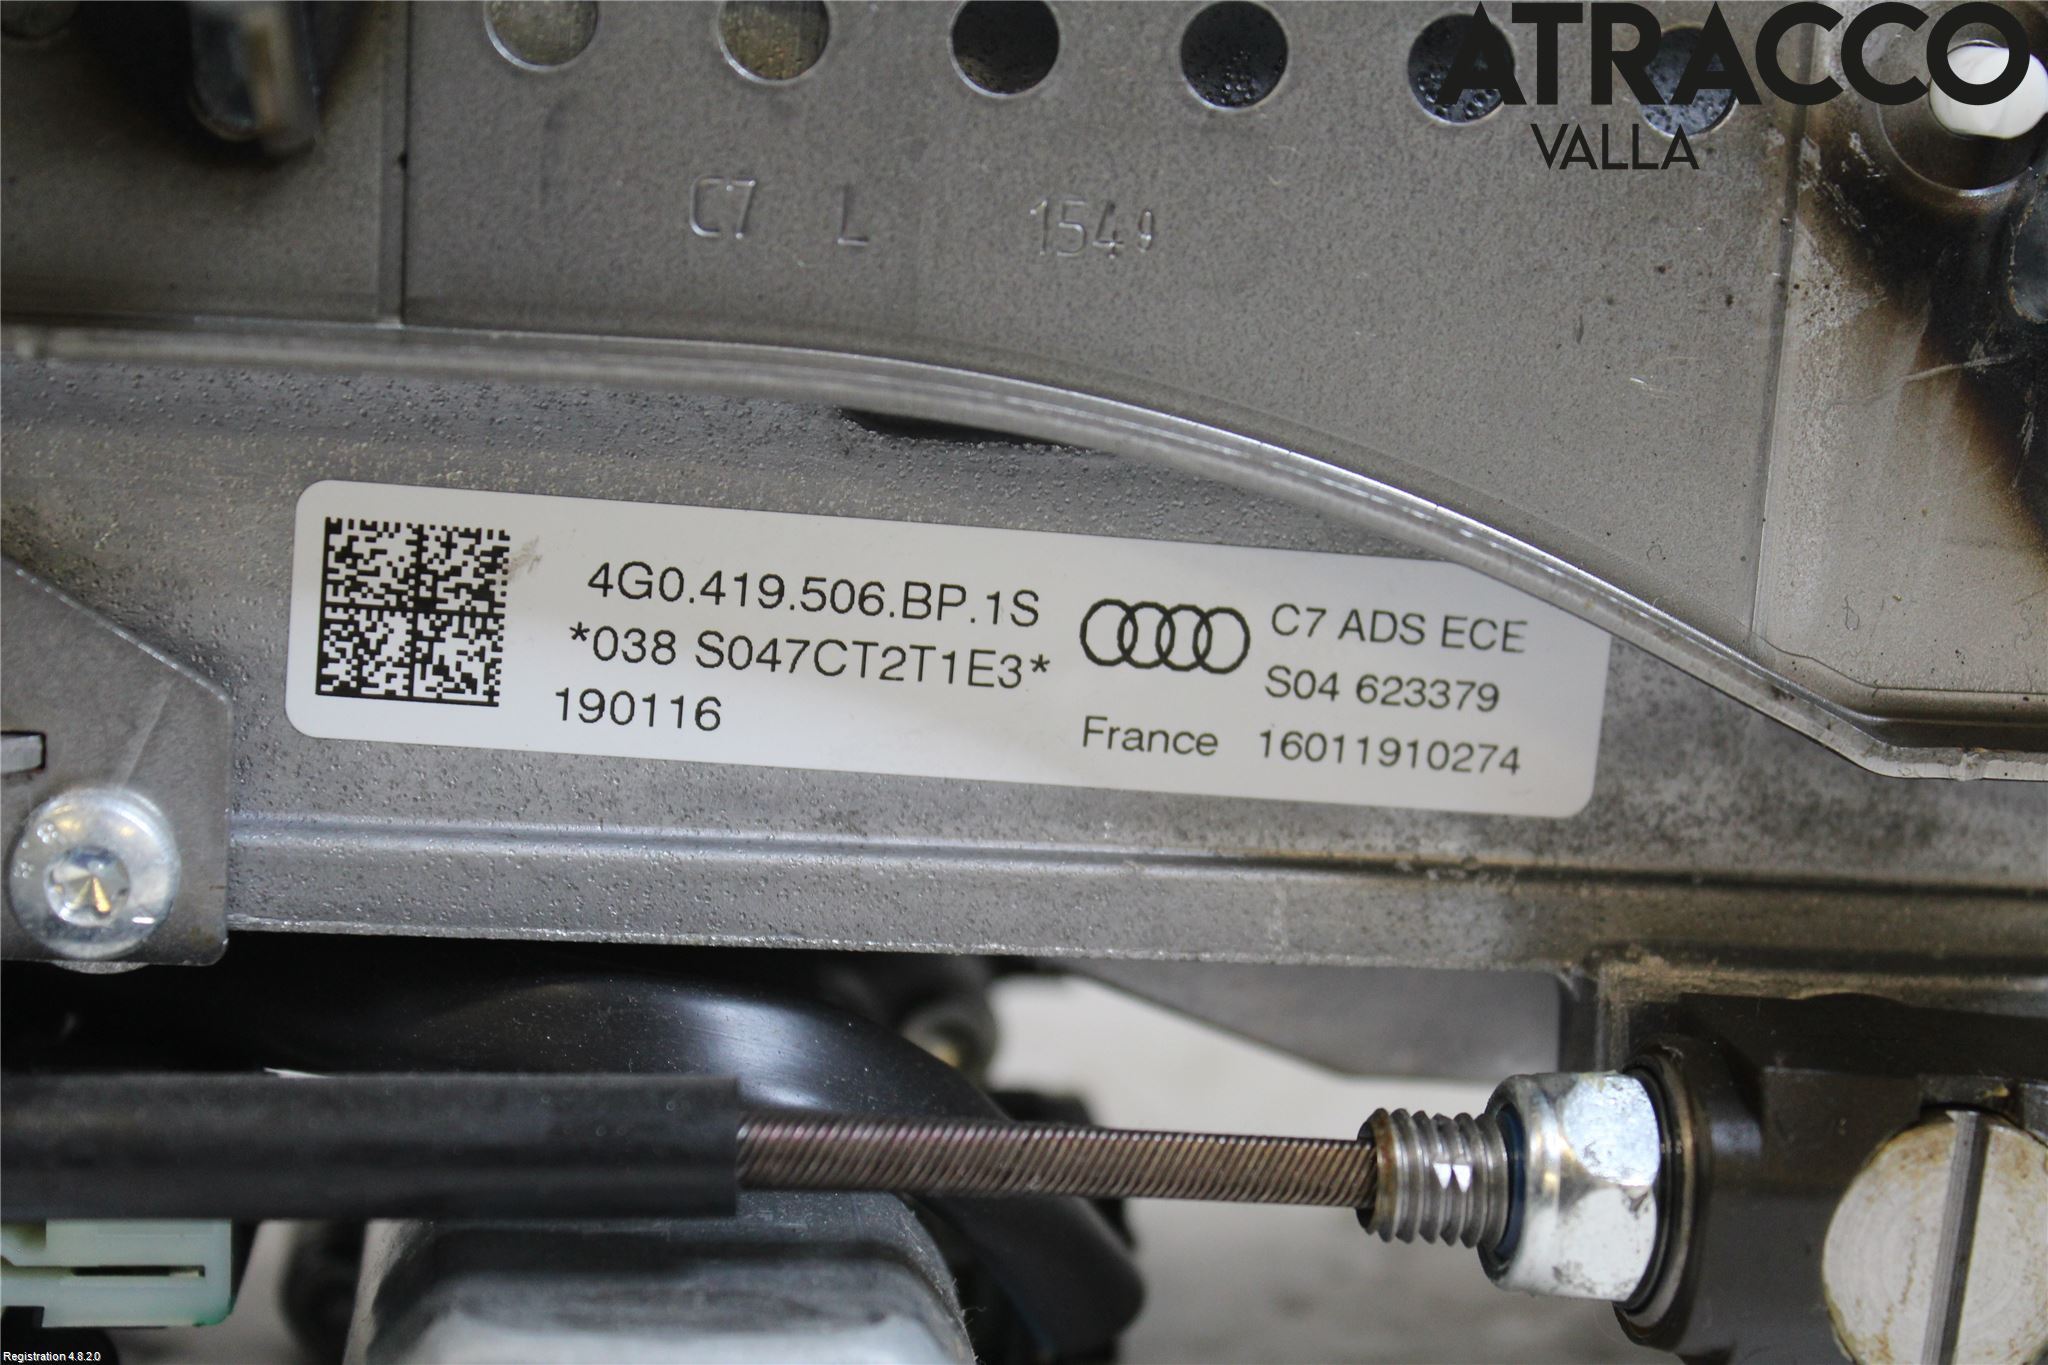 ATRACCO
VALLA
C7 L 1549
4G0.419.506.BP.1S
*038 S047CT2T1E3*
190116
C7 ADS ECE
S04 623379
France 16011910274
Registration 4.8.2.0